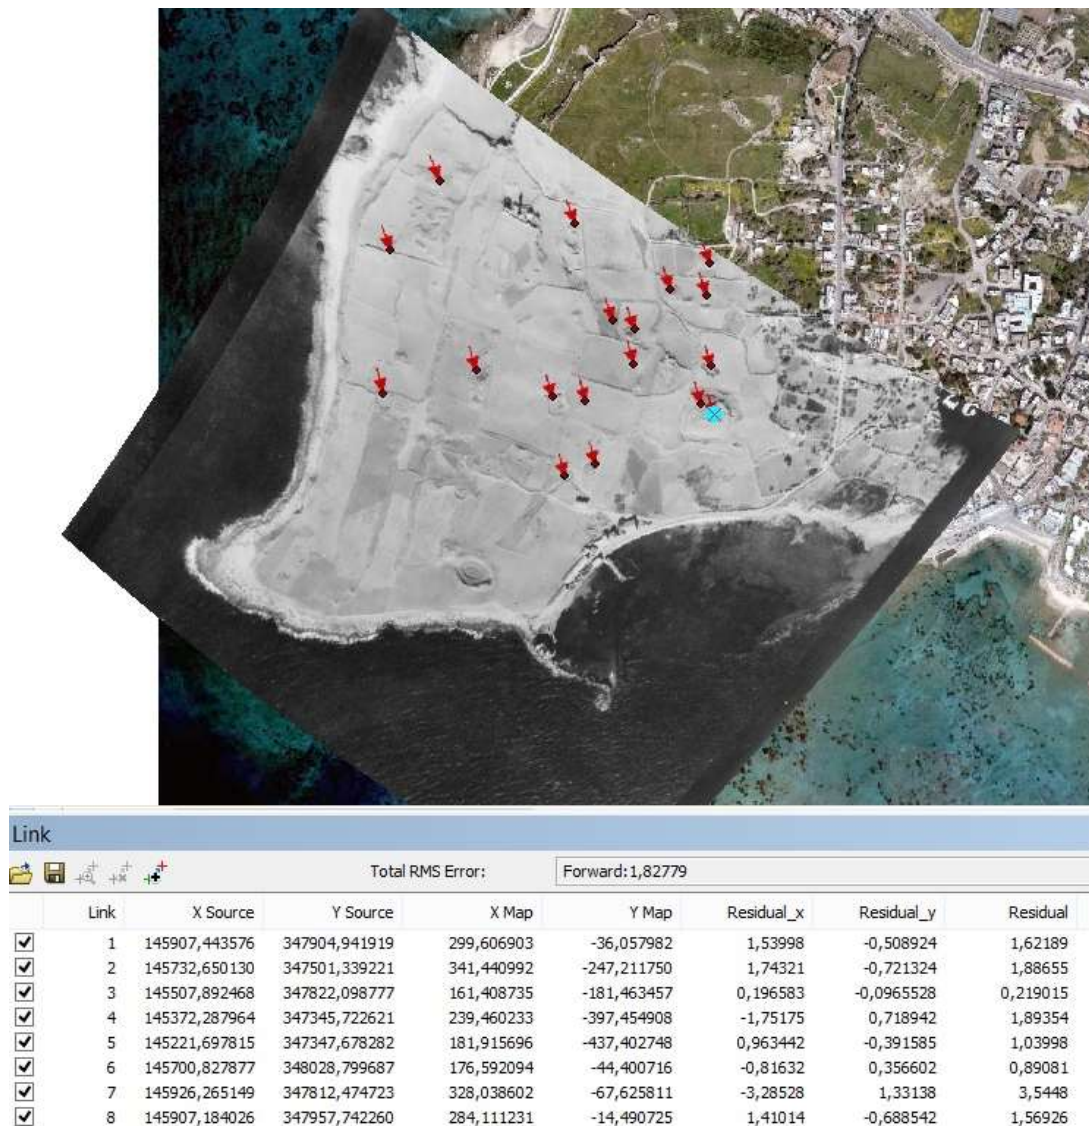 97
Link
Total RMS Error: Forward:1,82779
Link X Source Y Source X Map Y Map Residual_x Residual_y Residual
1 145907,443576 347904,941919 299,606903 -36,057982 1,53998 -0,508924 1,62189
2 145732,650130 347501,339221 341,440992 -247,211750 1,74321 -0,721324 1,88655
3 145507,892468 347822,098777 161,408735 -181,463457 0,196583 -0,0965528 0,219015
4 145372,287964 347345,722621 239,460233 -397,454908 -1,75175 0,718942 1,89354
5 145221,697815 347347,678282 181,915696 -437,402748 0,963442 -0,391585 1,03998
6 145700,827877 348028,799687 176,592094 -44,400716 -0,81632 0,356602 0,89081
7 145926,265149 347812,474723 328,038602 -67,625811 -3,28528 1,33138 3,5448
8 145907,184026 347957,742260 284,111231 -14,490725 1,41014 -0,688542 1,56926